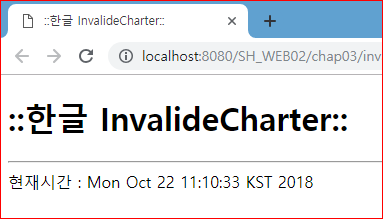 ::한글 InvalideCharter::
localhost:8080/SH_WEB02/chap03/inv
::한글 InvalideCharter::
현재시간 : Mon Oct 22 11:10:33 KST 2018